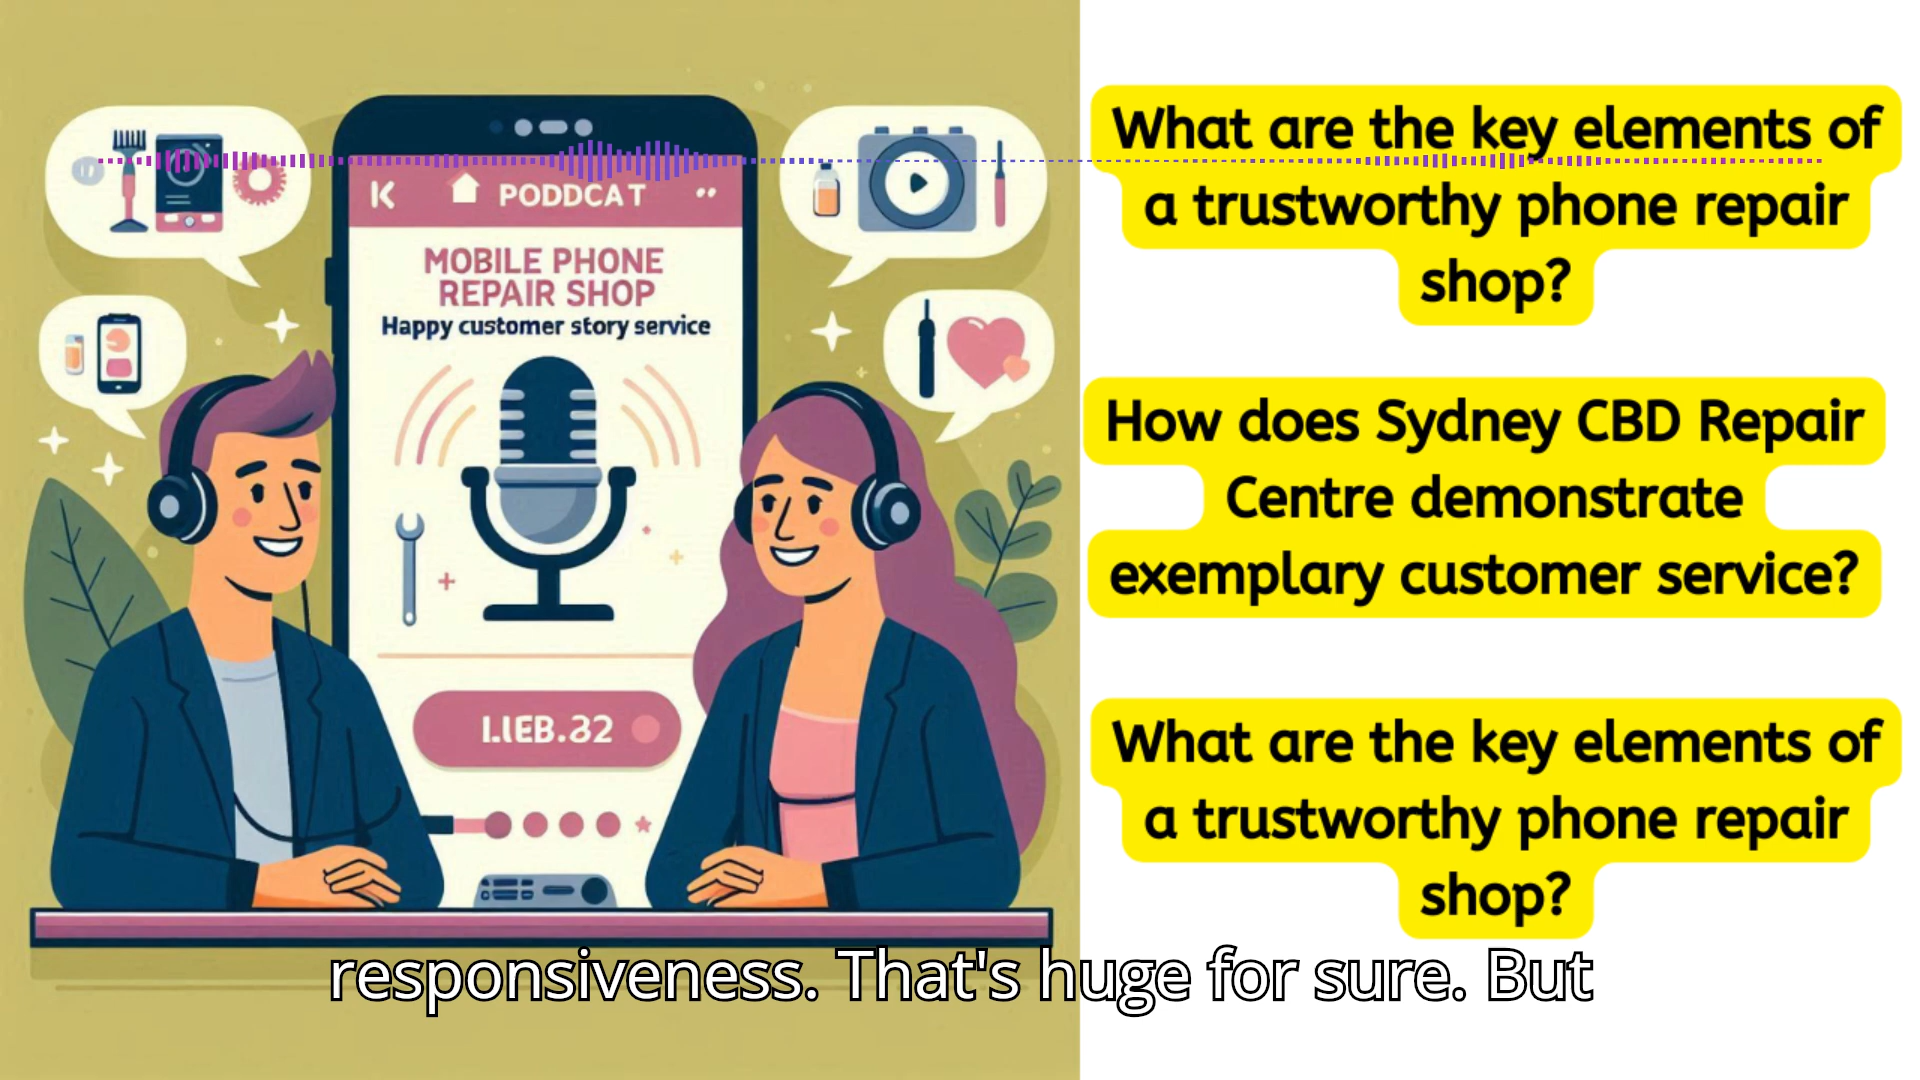 K
PODDCAT
MOBILE PHONE
REPAIR SHOP
Happy customer story service
I.IEB.32
What are the key elements of
a trustworthy phone repair
shop?
How does Sydney CBD Repair
Centre demonstrate
exemplary customer service?
What are the key elements of
a trustworthy phone repair
shop?
responsiveness. That's huge for sure. But